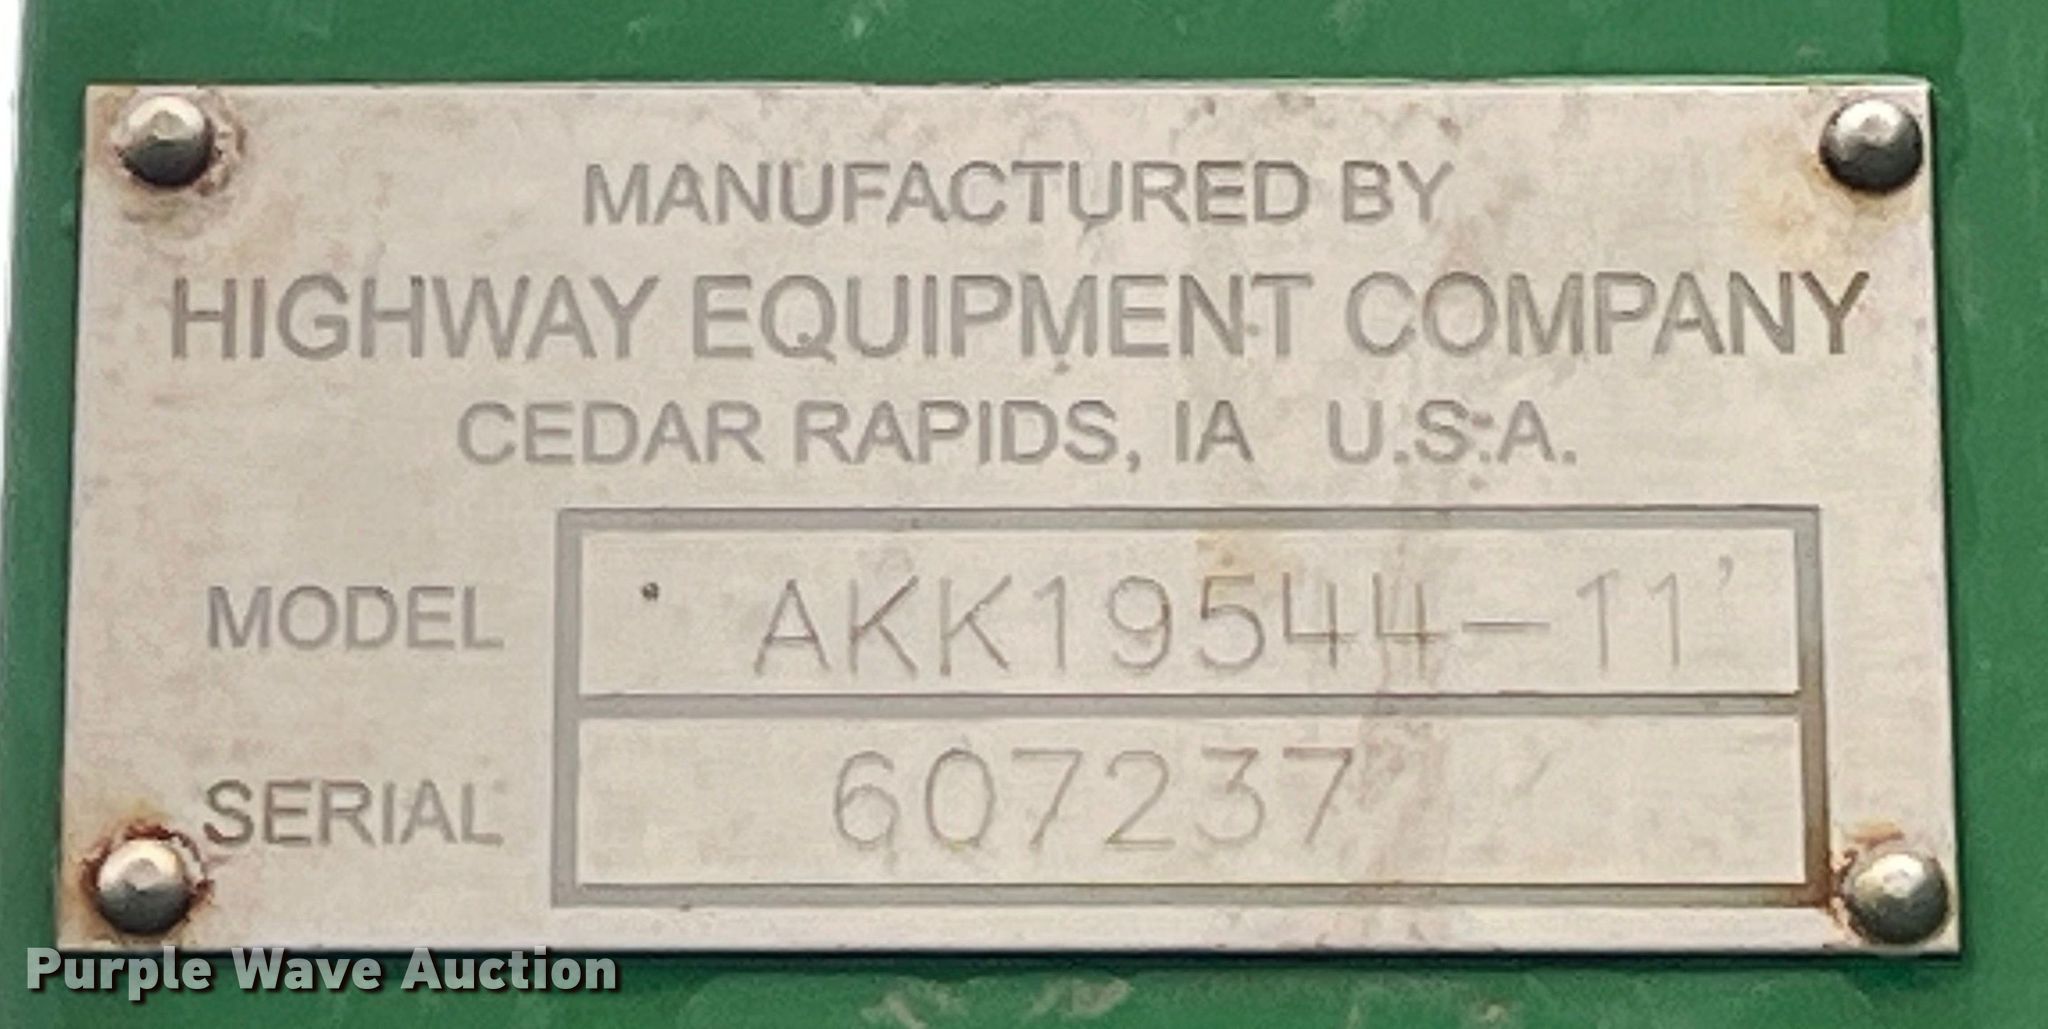 MANUFACTURED BY
HIGHWAY EQUIPMENT COMPANY
CEDAR RAPIDS, IA U.S.A.
MODEL AKK19544-11'
SERIAL 607237
Purple Wave Auction